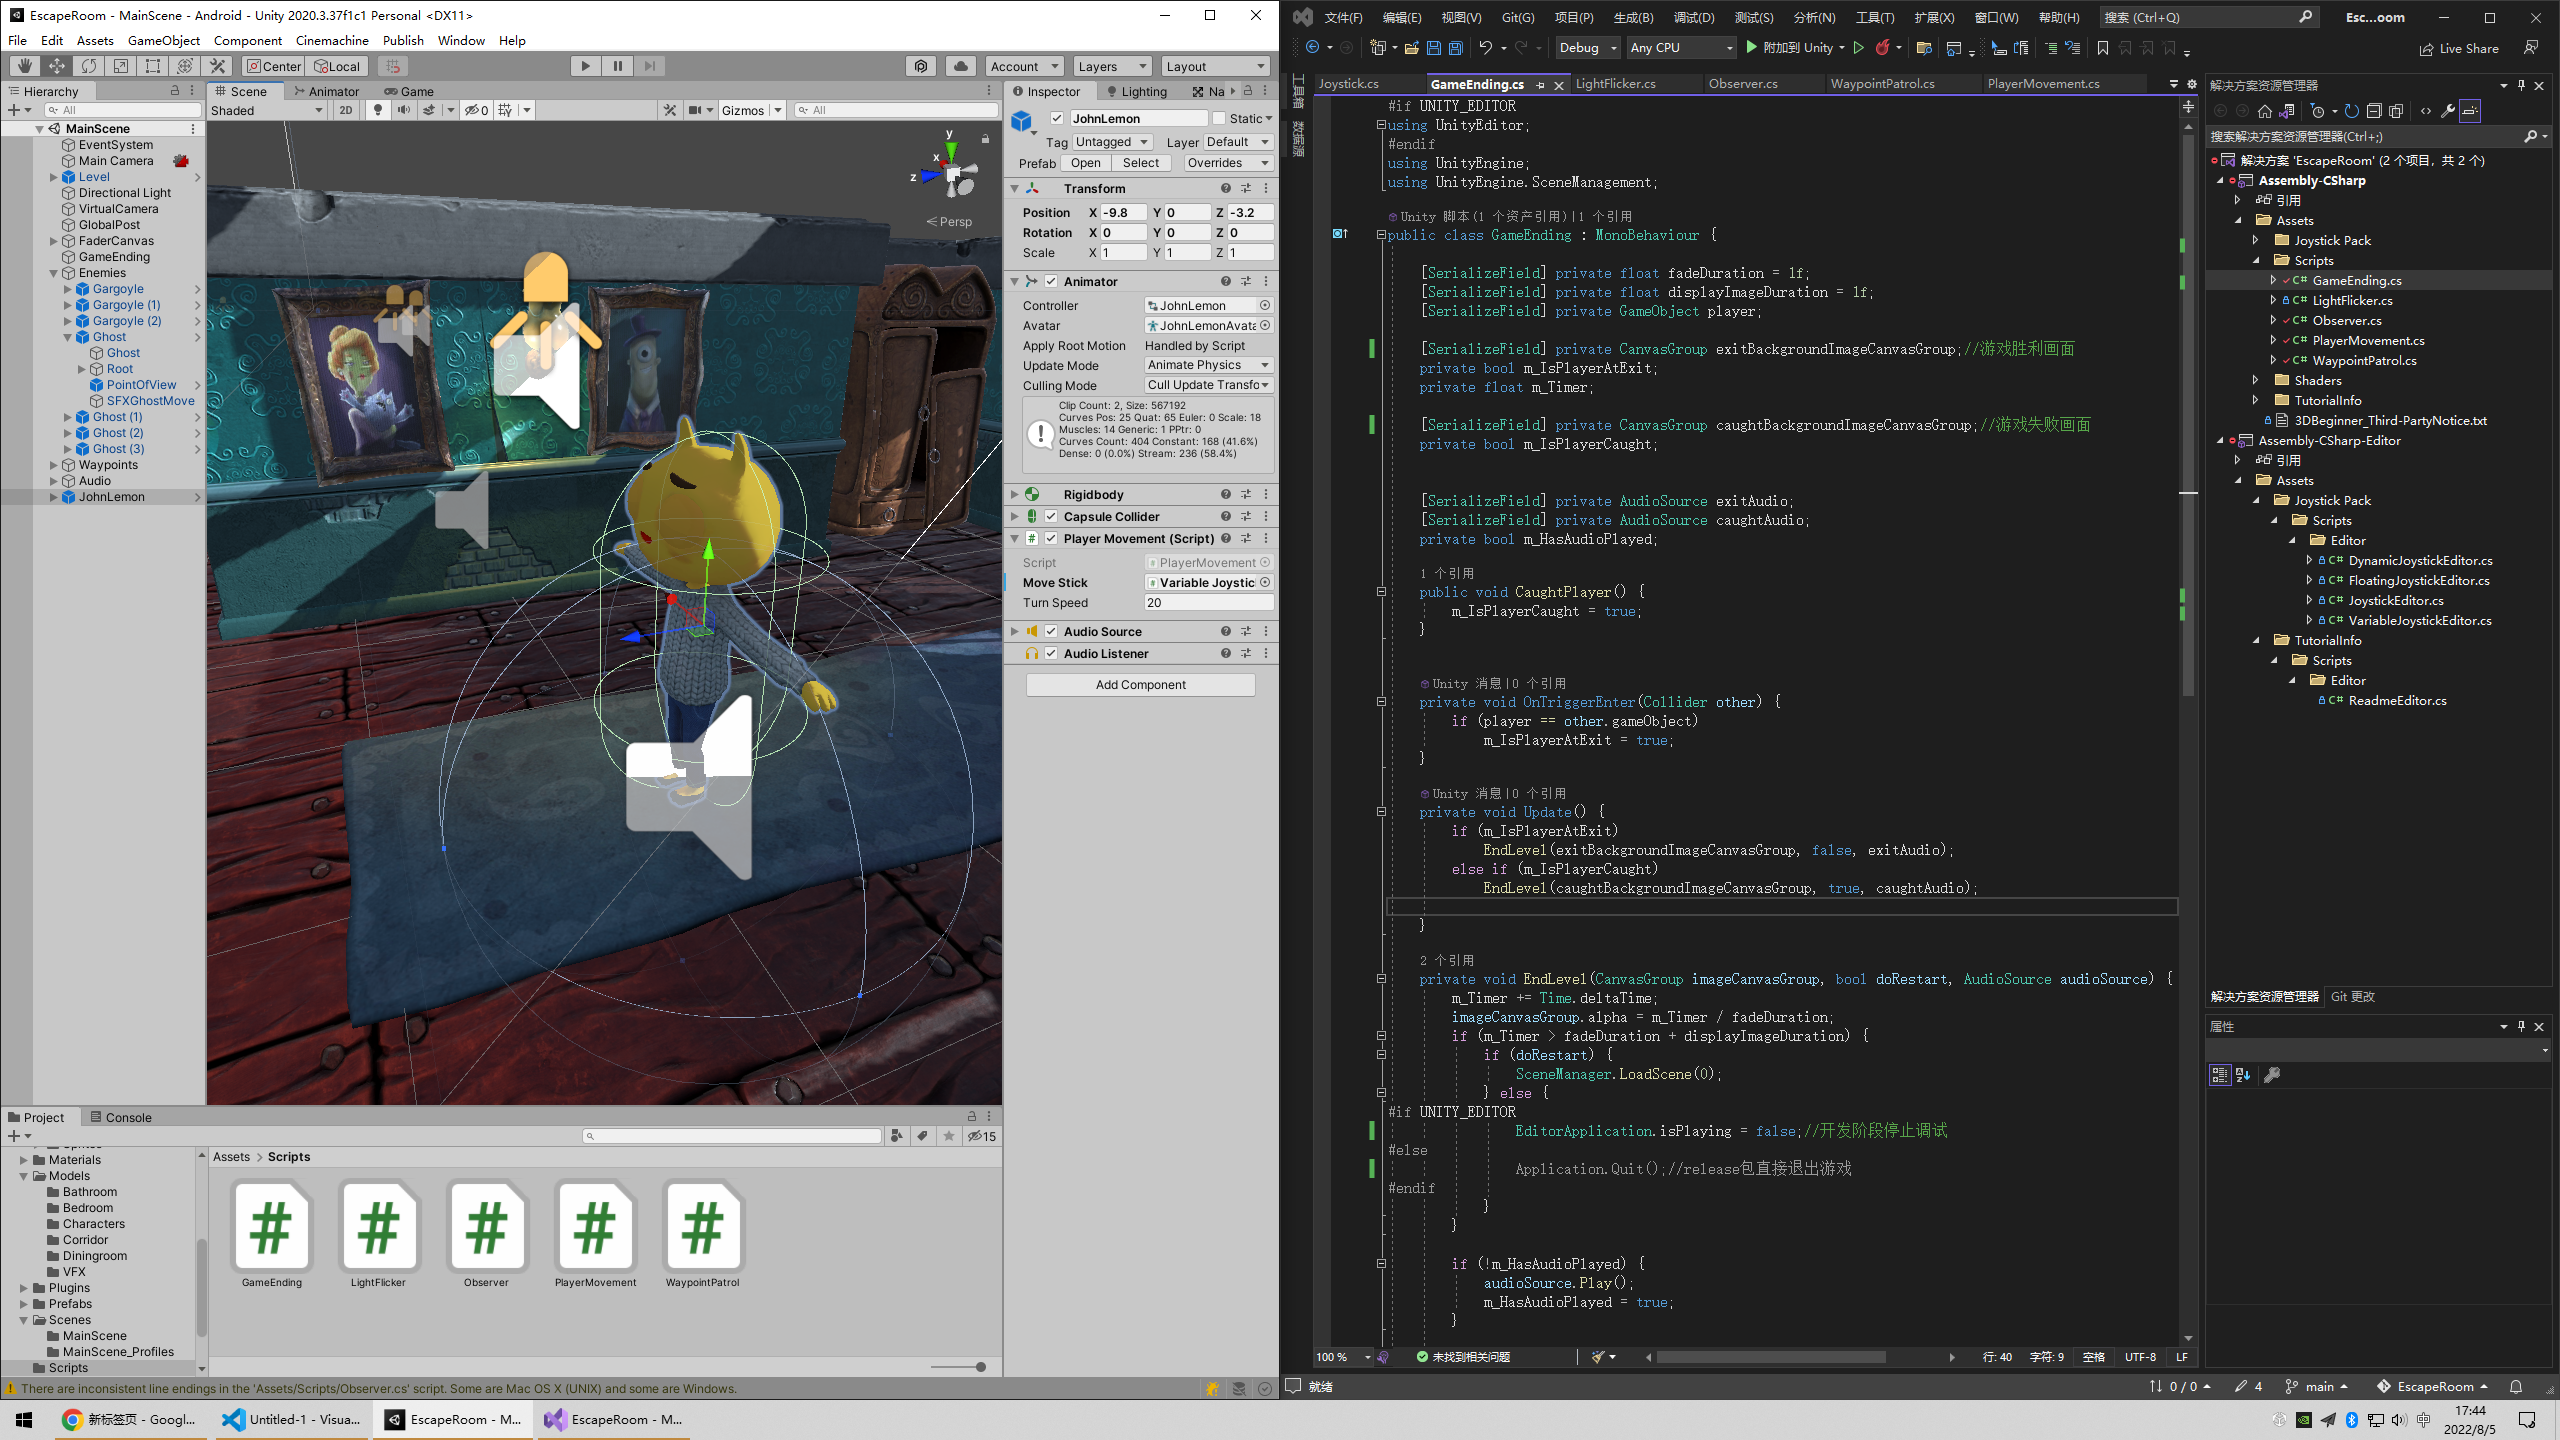 EscapeRoom - MainScene - Android - Unity 2020.3.37f1c1 Personal <DX11>
File Edit Assets GameObject Component Cinemachine Publish Window Help
Center Local
Account Layers Layout
Hierarchy
All
MainScene
EventSystem
Main Camera
Level
Directional Light
VirtualCamera
GlobalPost
FaderCanvas
GameEnding
Enemies
Gargoyle
Gargoyle (1)
Gargoyle (2)
Ghost
Ghost
Root
PointOfView
SFXGhostMove
Ghost (1)
Ghost (2)
Ghost (3)
Waypoints
Audio
JohnLemon
Scene Animator Game
Shaded 2D 0 Gizmos All
y
x
z
Persp
Inspector Lighting Na
JohnLemon Static
Tag Untagged Layer Default
Prefab Open Select Overrides
Transform
Position X -9.8 Y 0 Z -3.2
Rotation X 0 Y 0 Z 0
Scale X 1 Y 1 Z 1
Animator
Controller JohnLemon
Avatar JohnLemonAvata
Apply Root Motion Handled by Script
Update Mode Animate Physics
Culling Mode Cull Update Transfo
Clip Count: 2, Size: 567192
Curves Pos: 25 Quat: 65 Euler: 0 Scale: 18
Muscles: 14 Generic: 1 PPtr: 0
Curves Count: 404 Constant: 168 (41.6%)
Dense: 0 (0.0%) Stream: 236 (58.4%)
Rigidbody
Capsule Collider
# Player Movement (Script)
Script PlayerMovement
Move Stick Variable Joystic
Turn Speed 20
Audio Source
Audio Listener
Add Component
Project Console
15
Materials
Models
Bathroom
Bedroom
Characters
Corridor
Diningroom
VFX
Plugins
Prefabs
Scenes
MainScene
MainScene_Profiles
Scripts
Assets > Scripts
# # # # #
GameEnding LightFlicker Observer PlayerMovement WaypointPatrol
There are inconsistent line endings in the 'Assets/Scripts/Observer.cs' script. Some are Mac OS X (UNIX) and some are Windows.
文件(F) 编辑(E) 视图(V) Git(G) 项目(P) 生成(B) 调试(D) 测试(S) 分析(N) 工具(T) 扩展(X) 窗口(W) 帮助(H) 搜索 (Ctrl+Q) Esc...oom
Debug Any CPU 附加到 Unity Live Share
工具箱
数据源
Joystick.cs GameEnding.cs LightFlicker.cs Observer.cs WaypointPatrol.cs PlayerMovement.cs
#if UNITY_EDITOR
using UnityEditor;
#endif
using UnityEngine;
using UnityEngine.SceneManagement;
Unity 脚本(1 个资产引用)|1 个引用
public class GameEnding : MonoBehaviour {
[SerializeField] private float fadeDuration = 1f;
[SerializeField] private float displayImageDuration = 1f;
[SerializeField] private GameObject player;
[SerializeField] private CanvasGroup exitBackgroundImageCanvasGroup;//游戏胜利画面
private bool m_IsPlayerAtExit;
private float m_Timer;
[SerializeField] private CanvasGroup caughtBackgroundImageCanvasGroup;//游戏失败画面
private bool m_IsPlayerCaught;
[SerializeField] private AudioSource exitAudio;
[SerializeField] private AudioSource caughtAudio;
private bool m_HasAudioPlayed;
1 个引用
public void CaughtPlayer() {
m_IsPlayerCaught = true;
}
Unity 消息|0 个引用
private void OnTriggerEnter(Collider other) {
if (player == other.gameObject)
m_IsPlayerAtExit = true;
}
Unity 消息|0 个引用
private void Update() {
if (m_IsPlayerAtExit)
EndLevel(exitBackgroundImageCanvasGroup, false, exitAudio);
else if (m_IsPlayerCaught)
EndLevel(caughtBackgroundImageCanvasGroup, true, caughtAudio);
}
2 个引用
private void EndLevel(CanvasGroup imageCanvasGroup, bool doRestart, AudioSource audioSource) {
m_Timer += Time.deltaTime;
imageCanvasGroup.alpha = m_Timer / fadeDuration;
if (m_Timer > fadeDuration + displayImageDuration) {
if (doRestart) {
SceneManager.LoadScene(0);
} else {
#if UNITY_EDITOR
EditorApplication.isPlaying = false;//开发阶段停止调试
#else
Application.Quit();//release包直接退出游戏
#endif
}
}
if (!m_HasAudioPlayed) {
audioSource.Play();
m_HasAudioPlayed = true;
}
100 % 未找到相关问题 行: 40 字符: 9 空格 UTF-8 LF
解决方案资源管理器
搜索解决方案资源管理器(Ctrl+;)
解决方案 'EscapeRoom' (2 个项目，共 2 个)
Assembly-CSharp
引用
Assets
Joystick Pack
Scripts
C# GameEnding.cs
C# LightFlicker.cs
C# Observer.cs
C# PlayerMovement.cs
C# WaypointPatrol.cs
Shaders
TutorialInfo
3DBeginner_Third-PartyNotice.txt
Assembly-CSharp-Editor
引用
Assets
Joystick Pack
Scripts
Editor
C# DynamicJoystickEditor.cs
C# FloatingJoystickEditor.cs
C# JoystickEditor.cs
C# VariableJoystickEditor.cs
TutorialInfo
Scripts
Editor
C# ReadmeEditor.cs
解决方案资源管理器 Git 更改
属性
就绪 0 / 0 4 main EscapeRoom
新标签页 - Googl... Untitled-1 - Visua... EscapeRoom - M... EscapeRoom - M...
中 17:44
2022/8/5